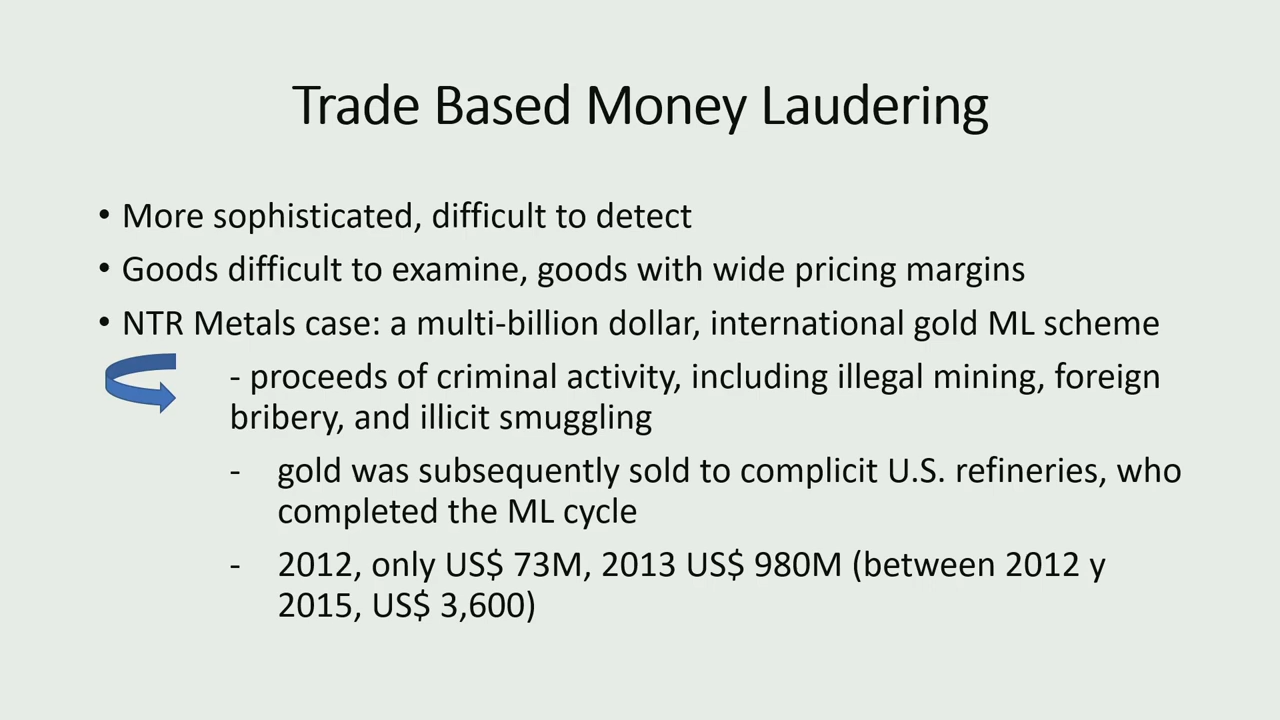 Trade Based Money Laudering
• More sophisticated, difficult to detect
• Goods difficult to examine, goods with wide pricing margins
• NTR Metals case: a multi-billion dollar, international gold ML scheme
- proceeds of criminal activity, including illegal mining, foreign
bribery, and illicit smuggling
- gold was subsequently sold to complicit U.S. refineries, who
completed the ML cycle
- 2012, only US$ 73M, 2013 US$ 980M (between 2012 y
2015, US$ 3,600)